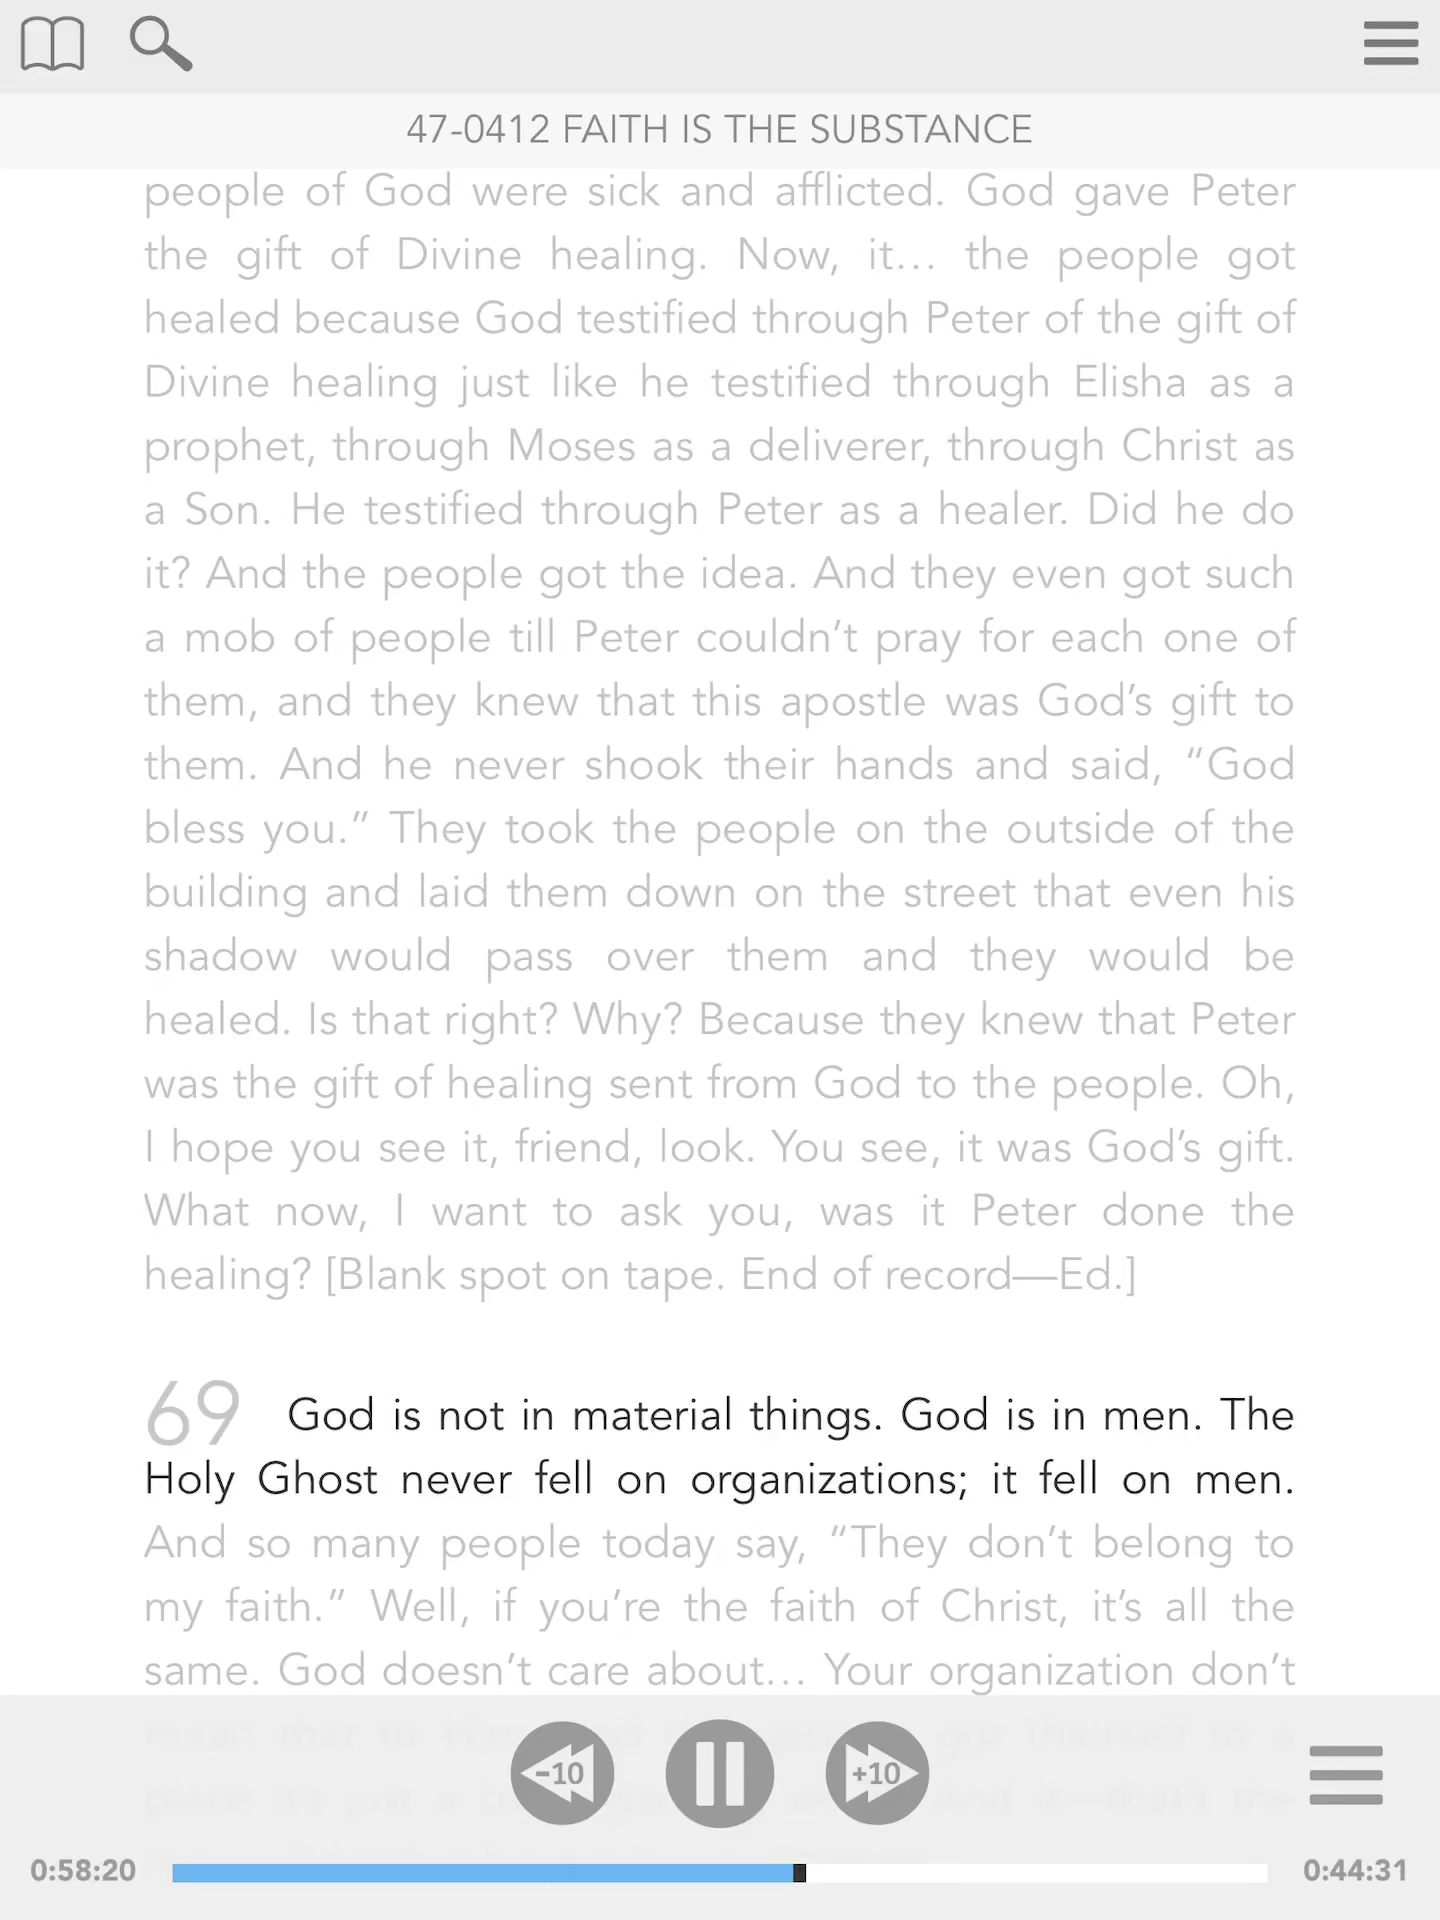 47-0412 FAITH IS THE SUBSTANCE
people of God were sick and afflicted. God gave Peter
the gift of Divine healing. Now, it… the people got
healed because God testified through Peter of the gift of
Divine healing just like he testified through Elisha as a
prophet, through Moses as a deliverer, through Christ as
a Son. He testified through Peter as a healer. Did he do
it? And the people got the idea. And they even got such
a mob of people till Peter couldn’t pray for each one of
them, and they knew that this apostle was God’s gift to
them. And he never shook their hands and said, “God
bless you.” They took the people on the outside of the
building and laid them down on the street that even his
shadow would pass over them and they would be
healed. Is that right? Why? Because they knew that Peter
was the gift of healing sent from God to the people. Oh,
I hope you see it, friend, look. You see, it was God’s gift.
What now, I want to ask you, was it Peter done the
healing? [Blank spot on tape. End of record—Ed.]
69 God is not in material things. God is in men. The
Holy Ghost never fell on organizations; it fell on men.
And so many people today say, “They don’t belong to
my faith.” Well, if you’re the faith of Christ, it’s all the
same. God doesn’t care about… Your organization don’t
-10 +10
0:58:20 0:44:31